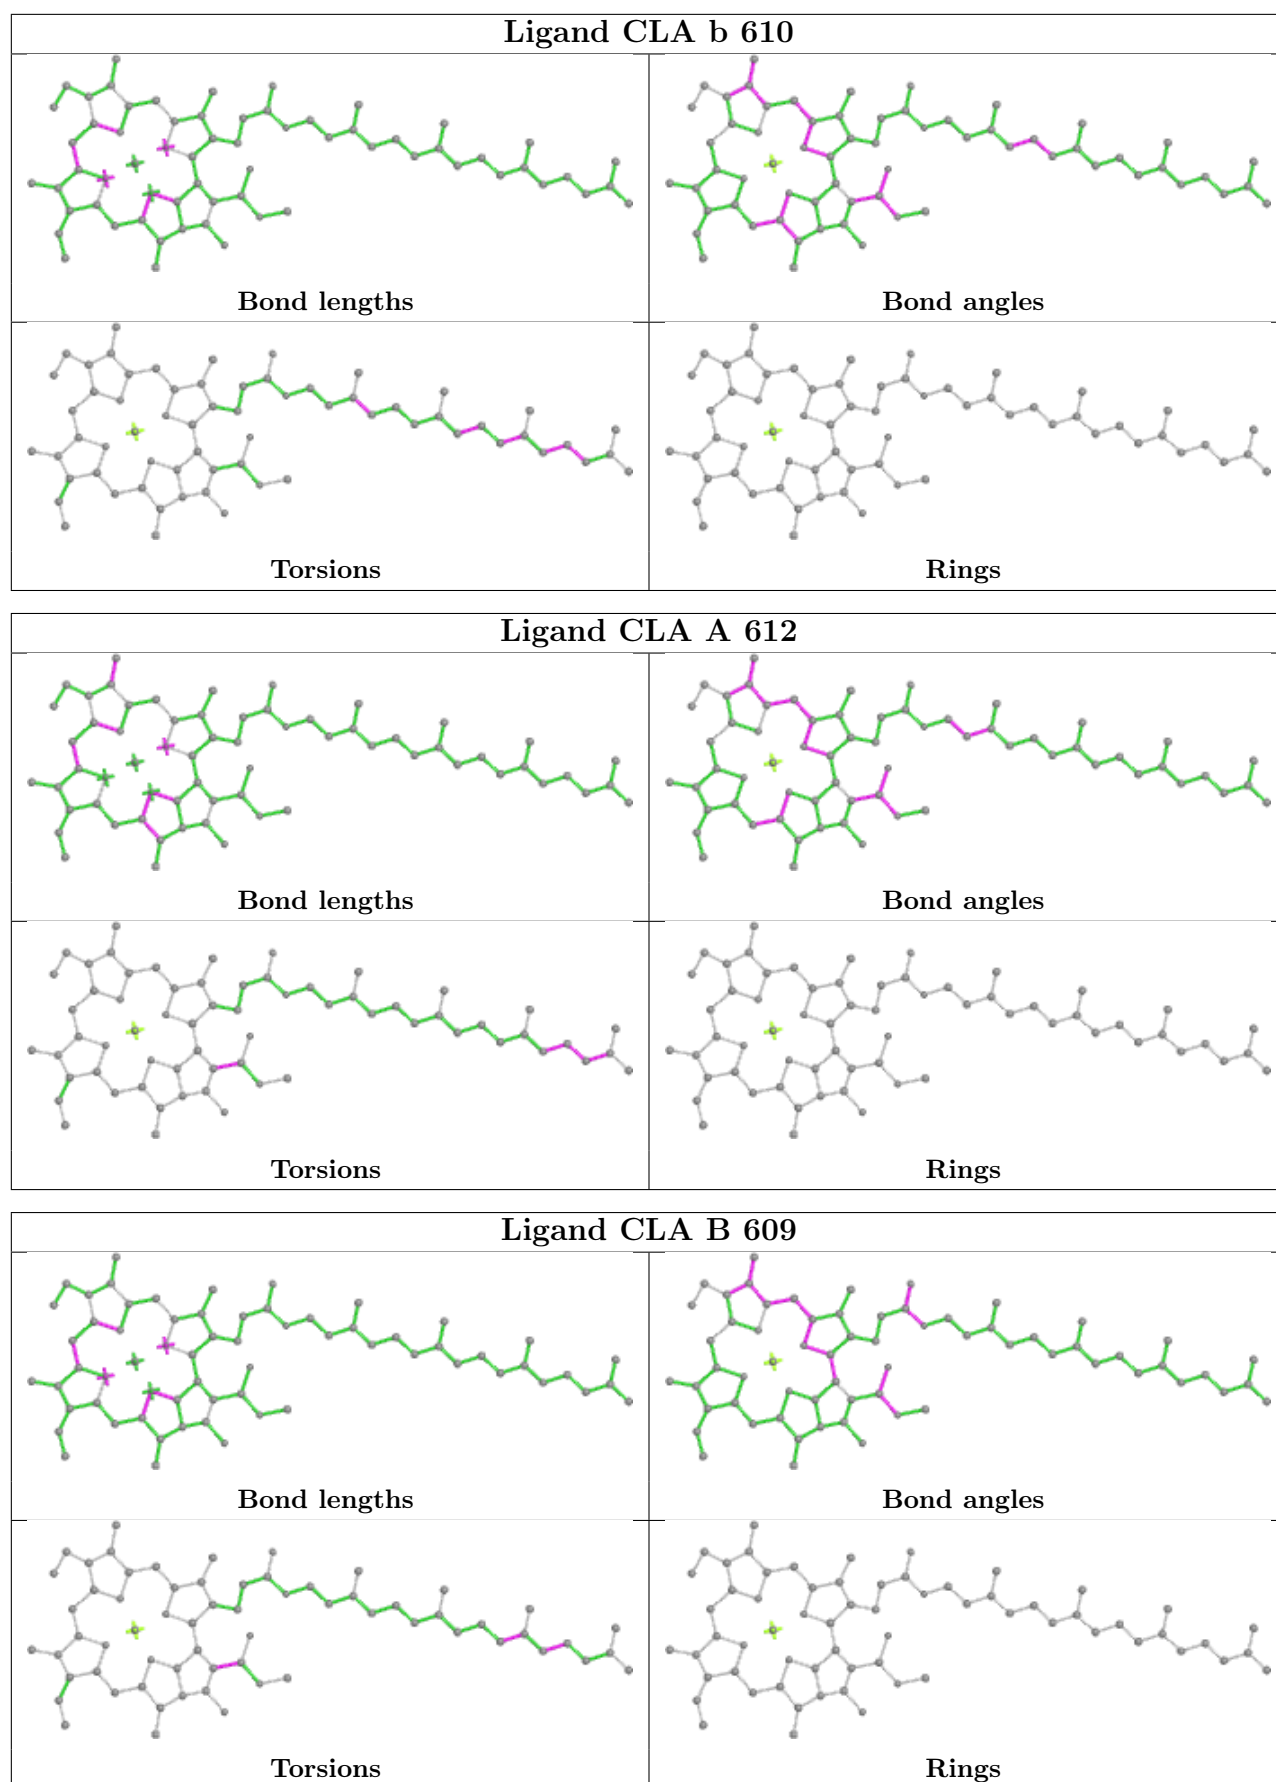 Ligand CLA b 610
Bond lengths
Bond angles
Torsions
Rings
Ligand CLA A 612
Bond lengths
Bond angles
Torsions
Rings
Ligand CLA B 609
Bond lengths
Bond angles
Torsions
Rings